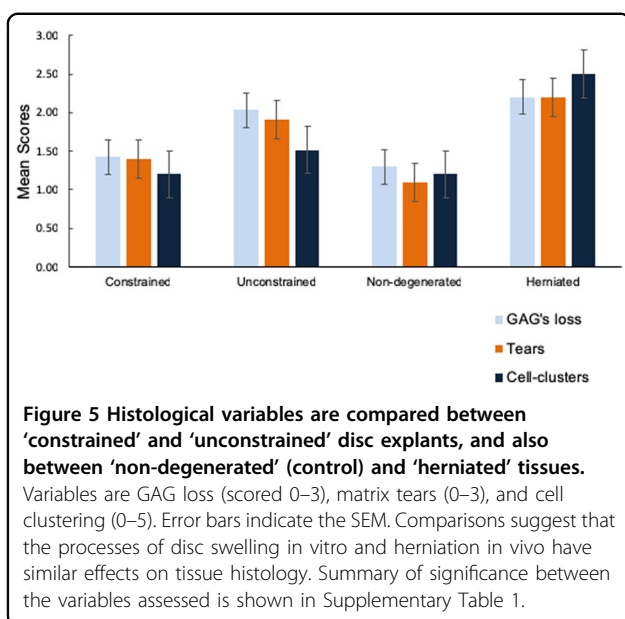 3.00
2.50
2.00
1.50
1.00
0.50
0.00
Mean Scores
Constrained
Unconstrained
Non-degenerated
Herniated
GAG's loss
Tears
Cell-clusters
Figure 5 Histological variables are compared between
‘constrained’ and ‘unconstrained’ disc explants, and also
between ‘non-degenerated’ (control) and ‘herniated’ tissues.
Variables are GAG loss (scored 0–3), matrix tears (0–3), and cell
clustering (0–5). Error bars indicate the SEM. Comparisons suggest that
the processes of disc swelling in vitro and herniation in vivo have
similar effects on tissue histology. Summary of significance between
the variables assessed is shown in Supplementary Table 1.